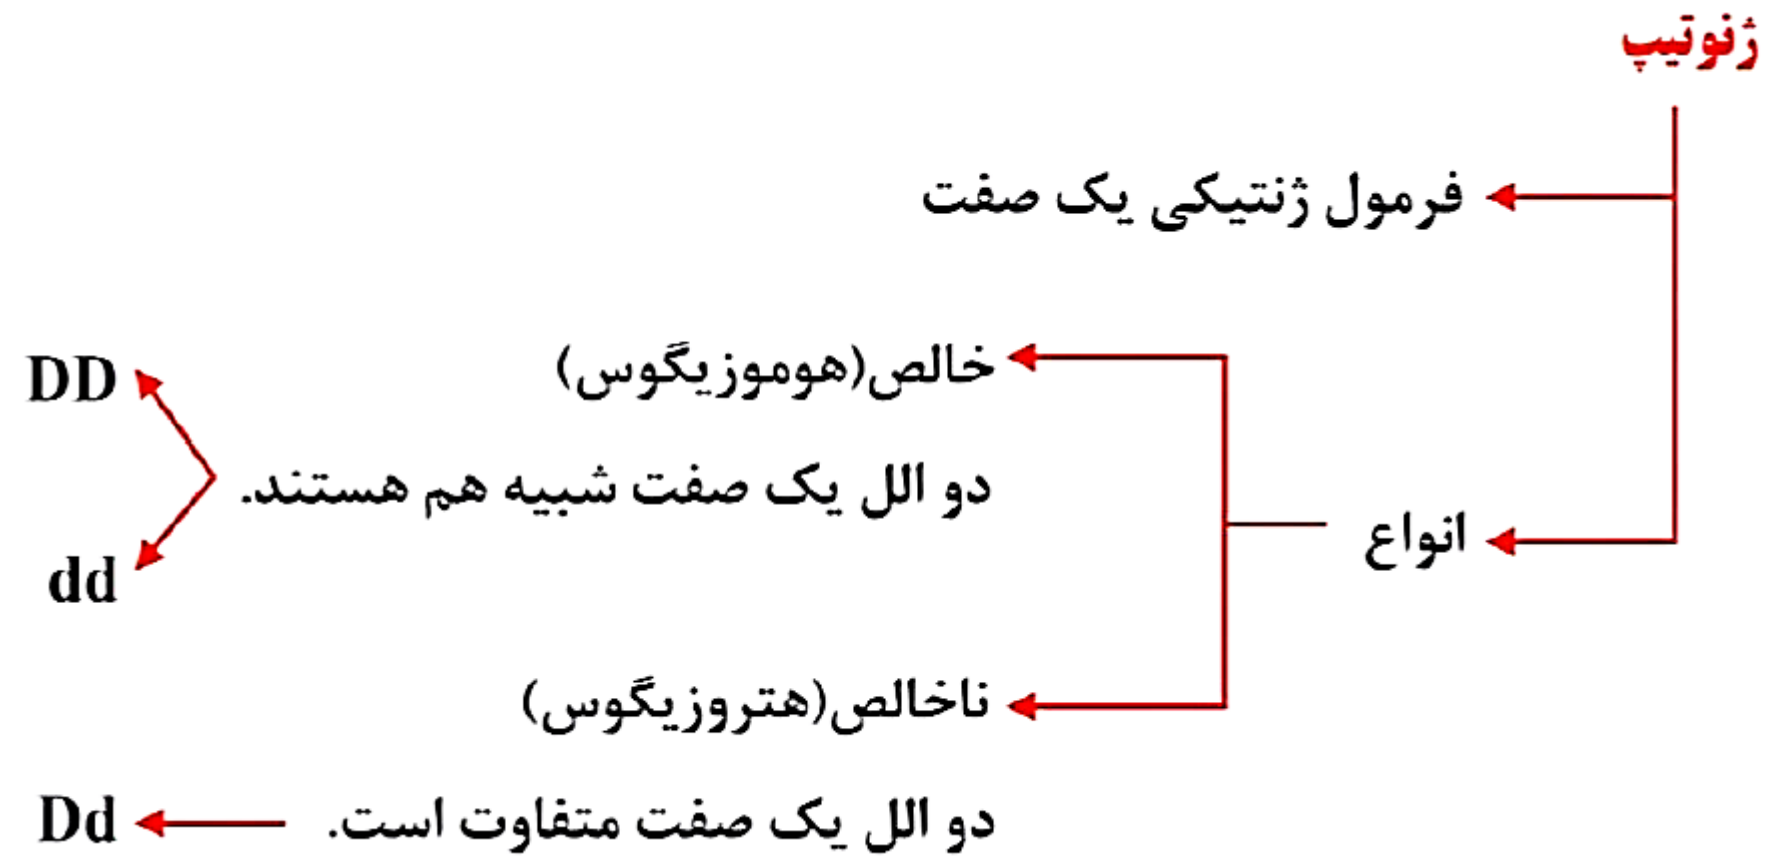 ژنوتیپ
فرمول ژنتیکی یک صفت
انواع
خالص(هوموزیگوس)
دو الل یک صفت شبیه هم هستند.
DD
dd
ناخالص(هتروزیگوس)
دو الل یک صفت متفاوت است.
Dd